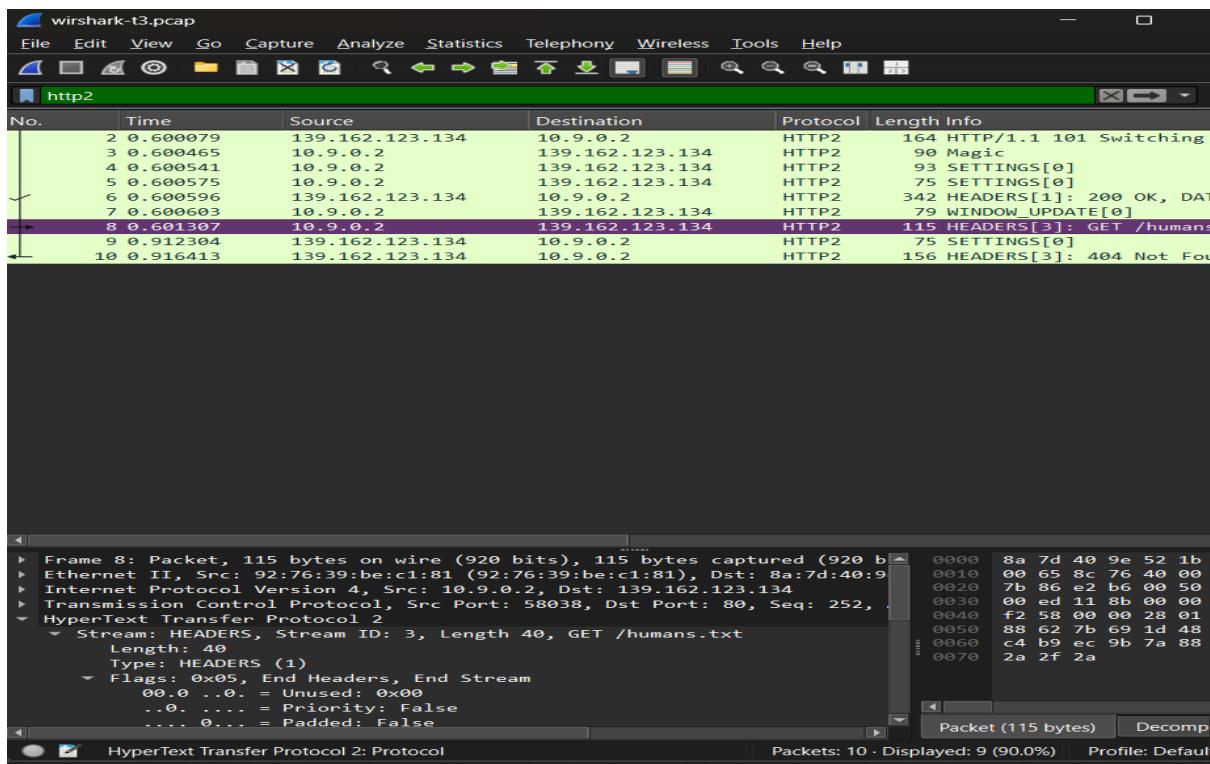 wirshark-t3.pcap
File Edit View Go Capture Analyze Statistics Telephony Wireless Tools Help
http2
No. Time Source Destination Protocol Length Info
2 0.600079 139.162.123.134 10.9.0.2 HTTP2 164 HTTP/1.1 101 Switching
3 0.600465 10.9.0.2 139.162.123.134 HTTP2 90 Magic
4 0.600541 10.9.0.2 139.162.123.134 HTTP2 93 SETTINGS[0]
5 0.600575 10.9.0.2 139.162.123.134 HTTP2 75 SETTINGS[0]
6 0.600596 139.162.123.134 10.9.0.2 HTTP2 342 HEADERS[1]: 200 OK, DAT
7 0.600603 10.9.0.2 139.162.123.134 HTTP2 79 WINDOW_UPDATE[0]
8 0.601307 10.9.0.2 139.162.123.134 HTTP2 115 HEADERS[3]: GET /humans
9 0.912304 139.162.123.134 10.9.0.2 HTTP2 75 SETTINGS[0]
10 0.916413 139.162.123.134 10.9.0.2 HTTP2 156 HEADERS[3]: 404 Not Fou
Frame 8: Packet, 115 bytes on wire (920 bits), 115 bytes captured (920 b
Ethernet II, Src: 92:76:39:be:c1:81 (92:76:39:be:c1:81), Dst: 8a:7d:40:9
Internet Protocol Version 4, Src: 10.9.0.2, Dst: 139.162.123.134
Transmission Control Protocol, Src Port: 58038, Dst Port: 80, Seq: 252,
HyperText Transfer Protocol 2
Stream: HEADERS, Stream ID: 3, Length 40, GET /humans.txt
Length: 40
Type: HEADERS (1)
Flags: 0x05, End Headers, End Stream
00.0 ..0. = Unused: 0x00
..0. .... = Priority: False
.... 0... = Padded: False
0000 8a 7d 40 9e 52 1b
0010 00 65 8c 76 40 00
0020 7b 86 e2 b6 00 50
0030 00 ed 11 8b 00 00
0040 f2 58 00 00 28 01
0050 88 62 7b 69 1d 48
0060 c4 b9 ec 9b 7a 88
0070 2a 2f 2a
Packet (115 bytes) Decomp
HyperText Transfer Protocol 2: Protocol Packets: 10 · Displayed: 9 (90.0%) Profile: Defaul